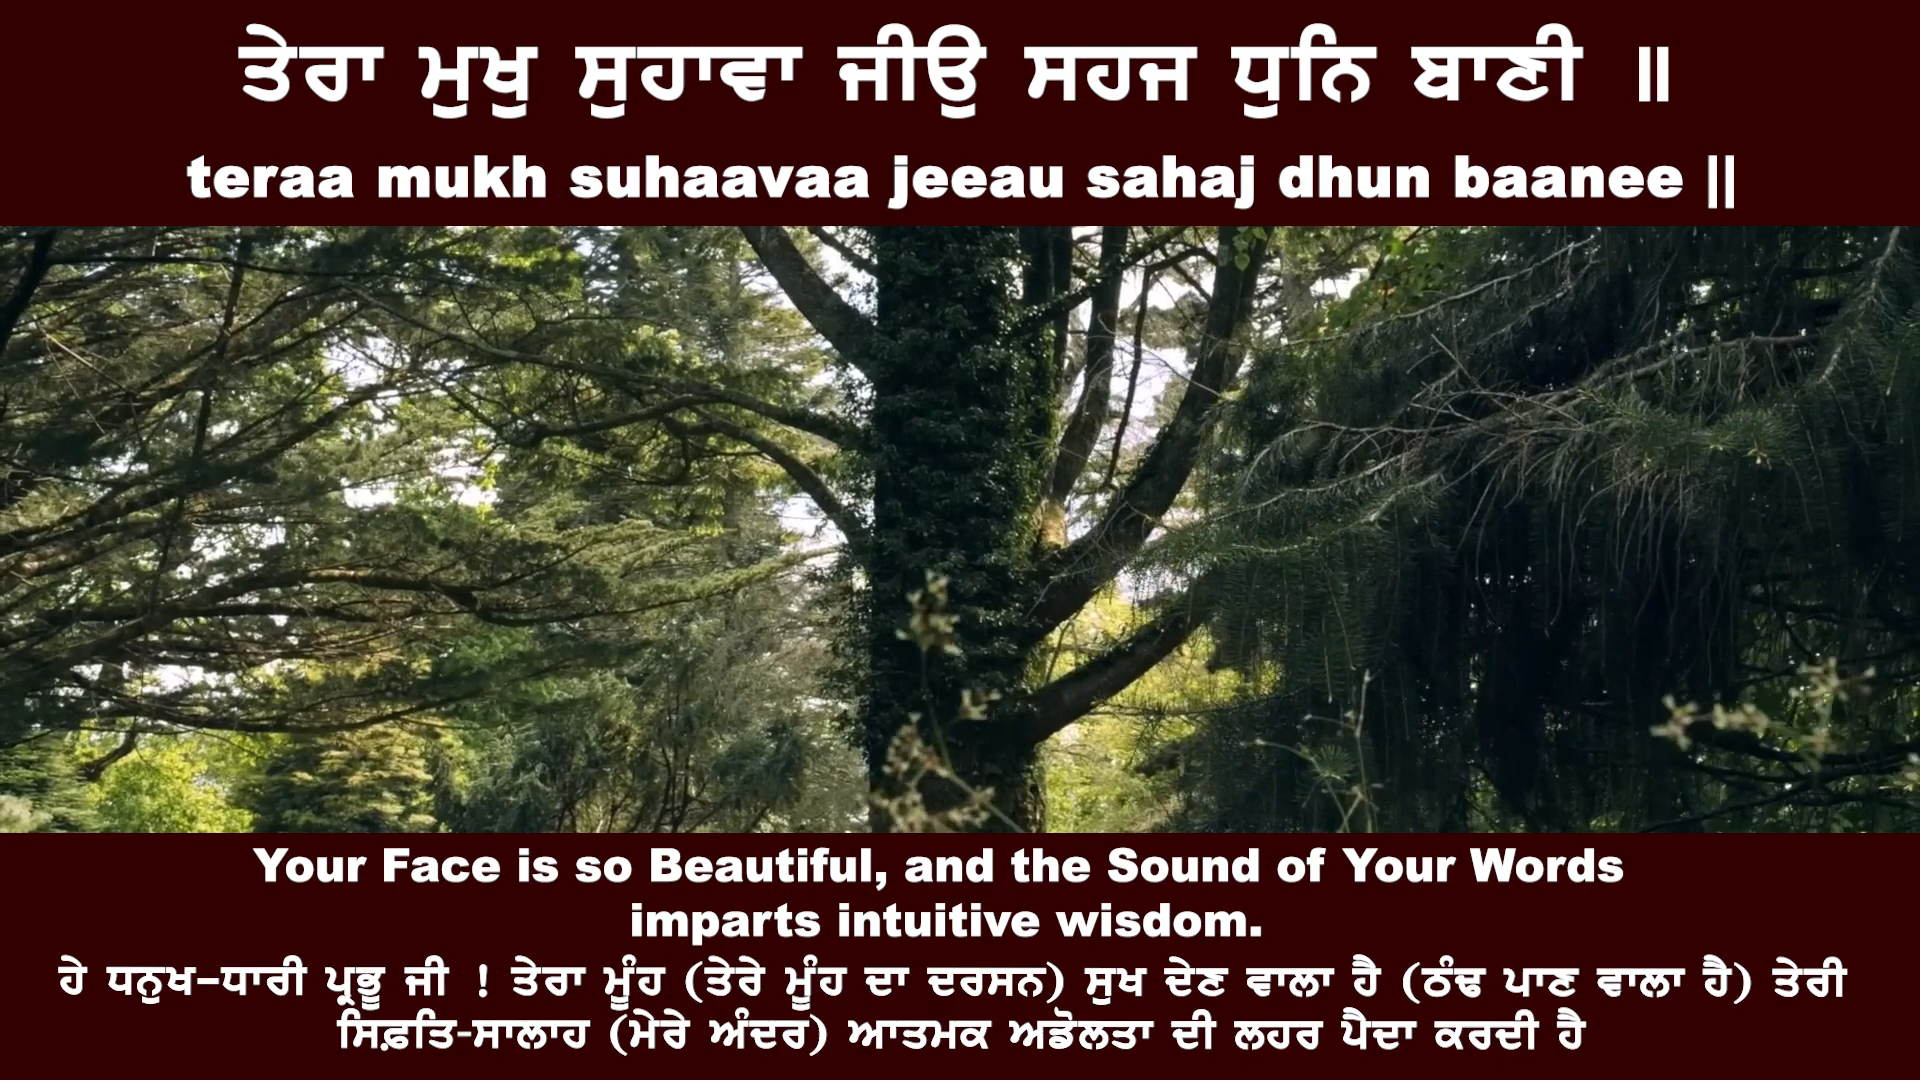 ਤੇਰਾ ਮੁਖੁ ਸੁਹਾਵਾ ਜੀਉ ਸਹਜ ਧੁਨਿ ਬਾਣੀ ॥
teraa mukh suhaavaa jeeau sahaj dhun baanee ||
Your Face is so Beautiful, and the Sound of Your Words
imparts intuitive wisdom.
ਹੇ ਧਨੁਖ-ਧਾਰੀ ਪ੍ਰਭੂ ਜੀ ! ਤੇਰਾ ਮੂੰਹ (ਤੇਰੇ ਮੂੰਹ ਦਾ ਦਰਸਨ) ਸੁਖ ਦੇਣ ਵਾਲਾ ਹੈ (ਠੰਢ ਪਾਣ ਵਾਲਾ ਹੈ) ਤੇਰੀ
ਸਿਫ਼ਤਿ-ਸਾਲਾਹ (ਮੇਰੇ ਅੰਦਰ) ਆਤਮਕ ਅਡੋਲਤਾ ਦੀ ਲਹਰ ਪੈਦਾ ਕਰਦੀ ਹੈ